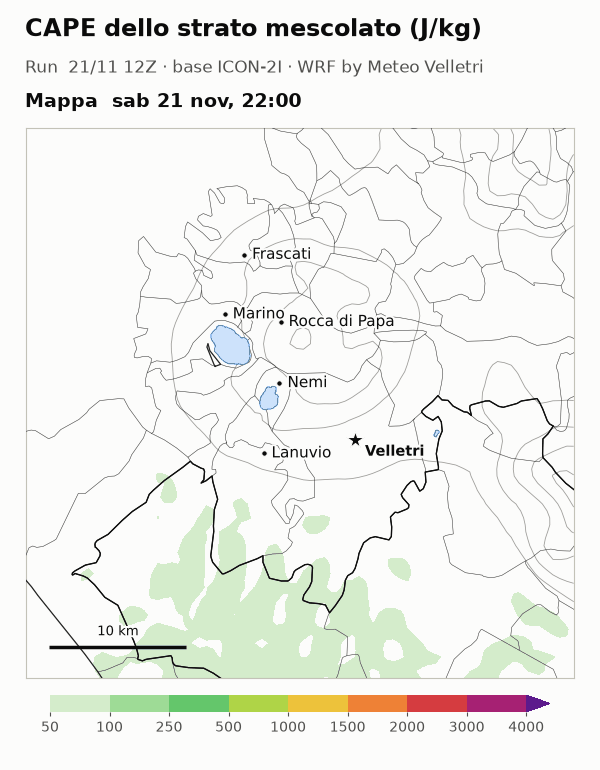 CAPE dello strato mescolato (J/kg)
Run  21/11 12Z · base ICON-2I · WRF by Meteo Velletri
Mappa  sab 21 nov, 22:00
Frascati
Marino
Rocca di Papa
Nemi
Velletri
Lanuvio
10 km
50 100 250 500 1000 1500 2000 3000 4000